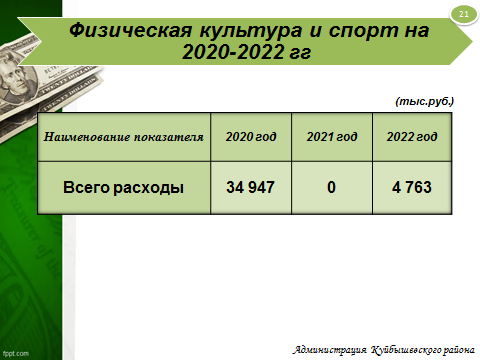 21
Физическая культура и спорт на
2020-2022 гг
(тыс.руб.)
Наименование показателя 2020 год 2021 год 2022 год
Всего расходы 34 947 0 4 763
fppt.com
Администрация Куйбышевского района